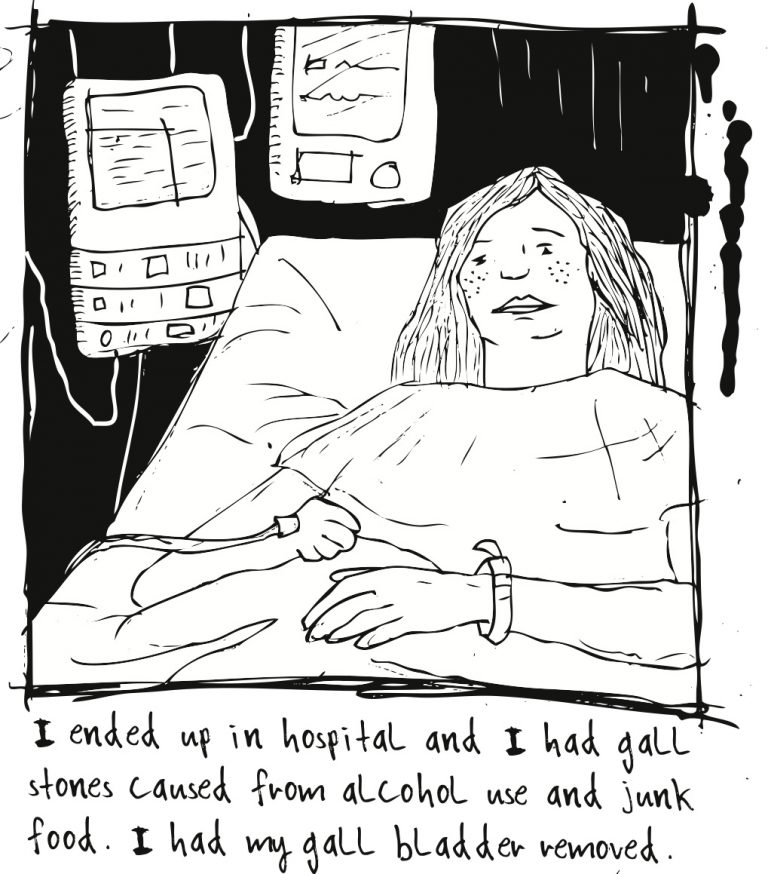 I ended up in hospital and I had gall
stones caused from alcohol use and junk
food. I had my gall bladder removed.